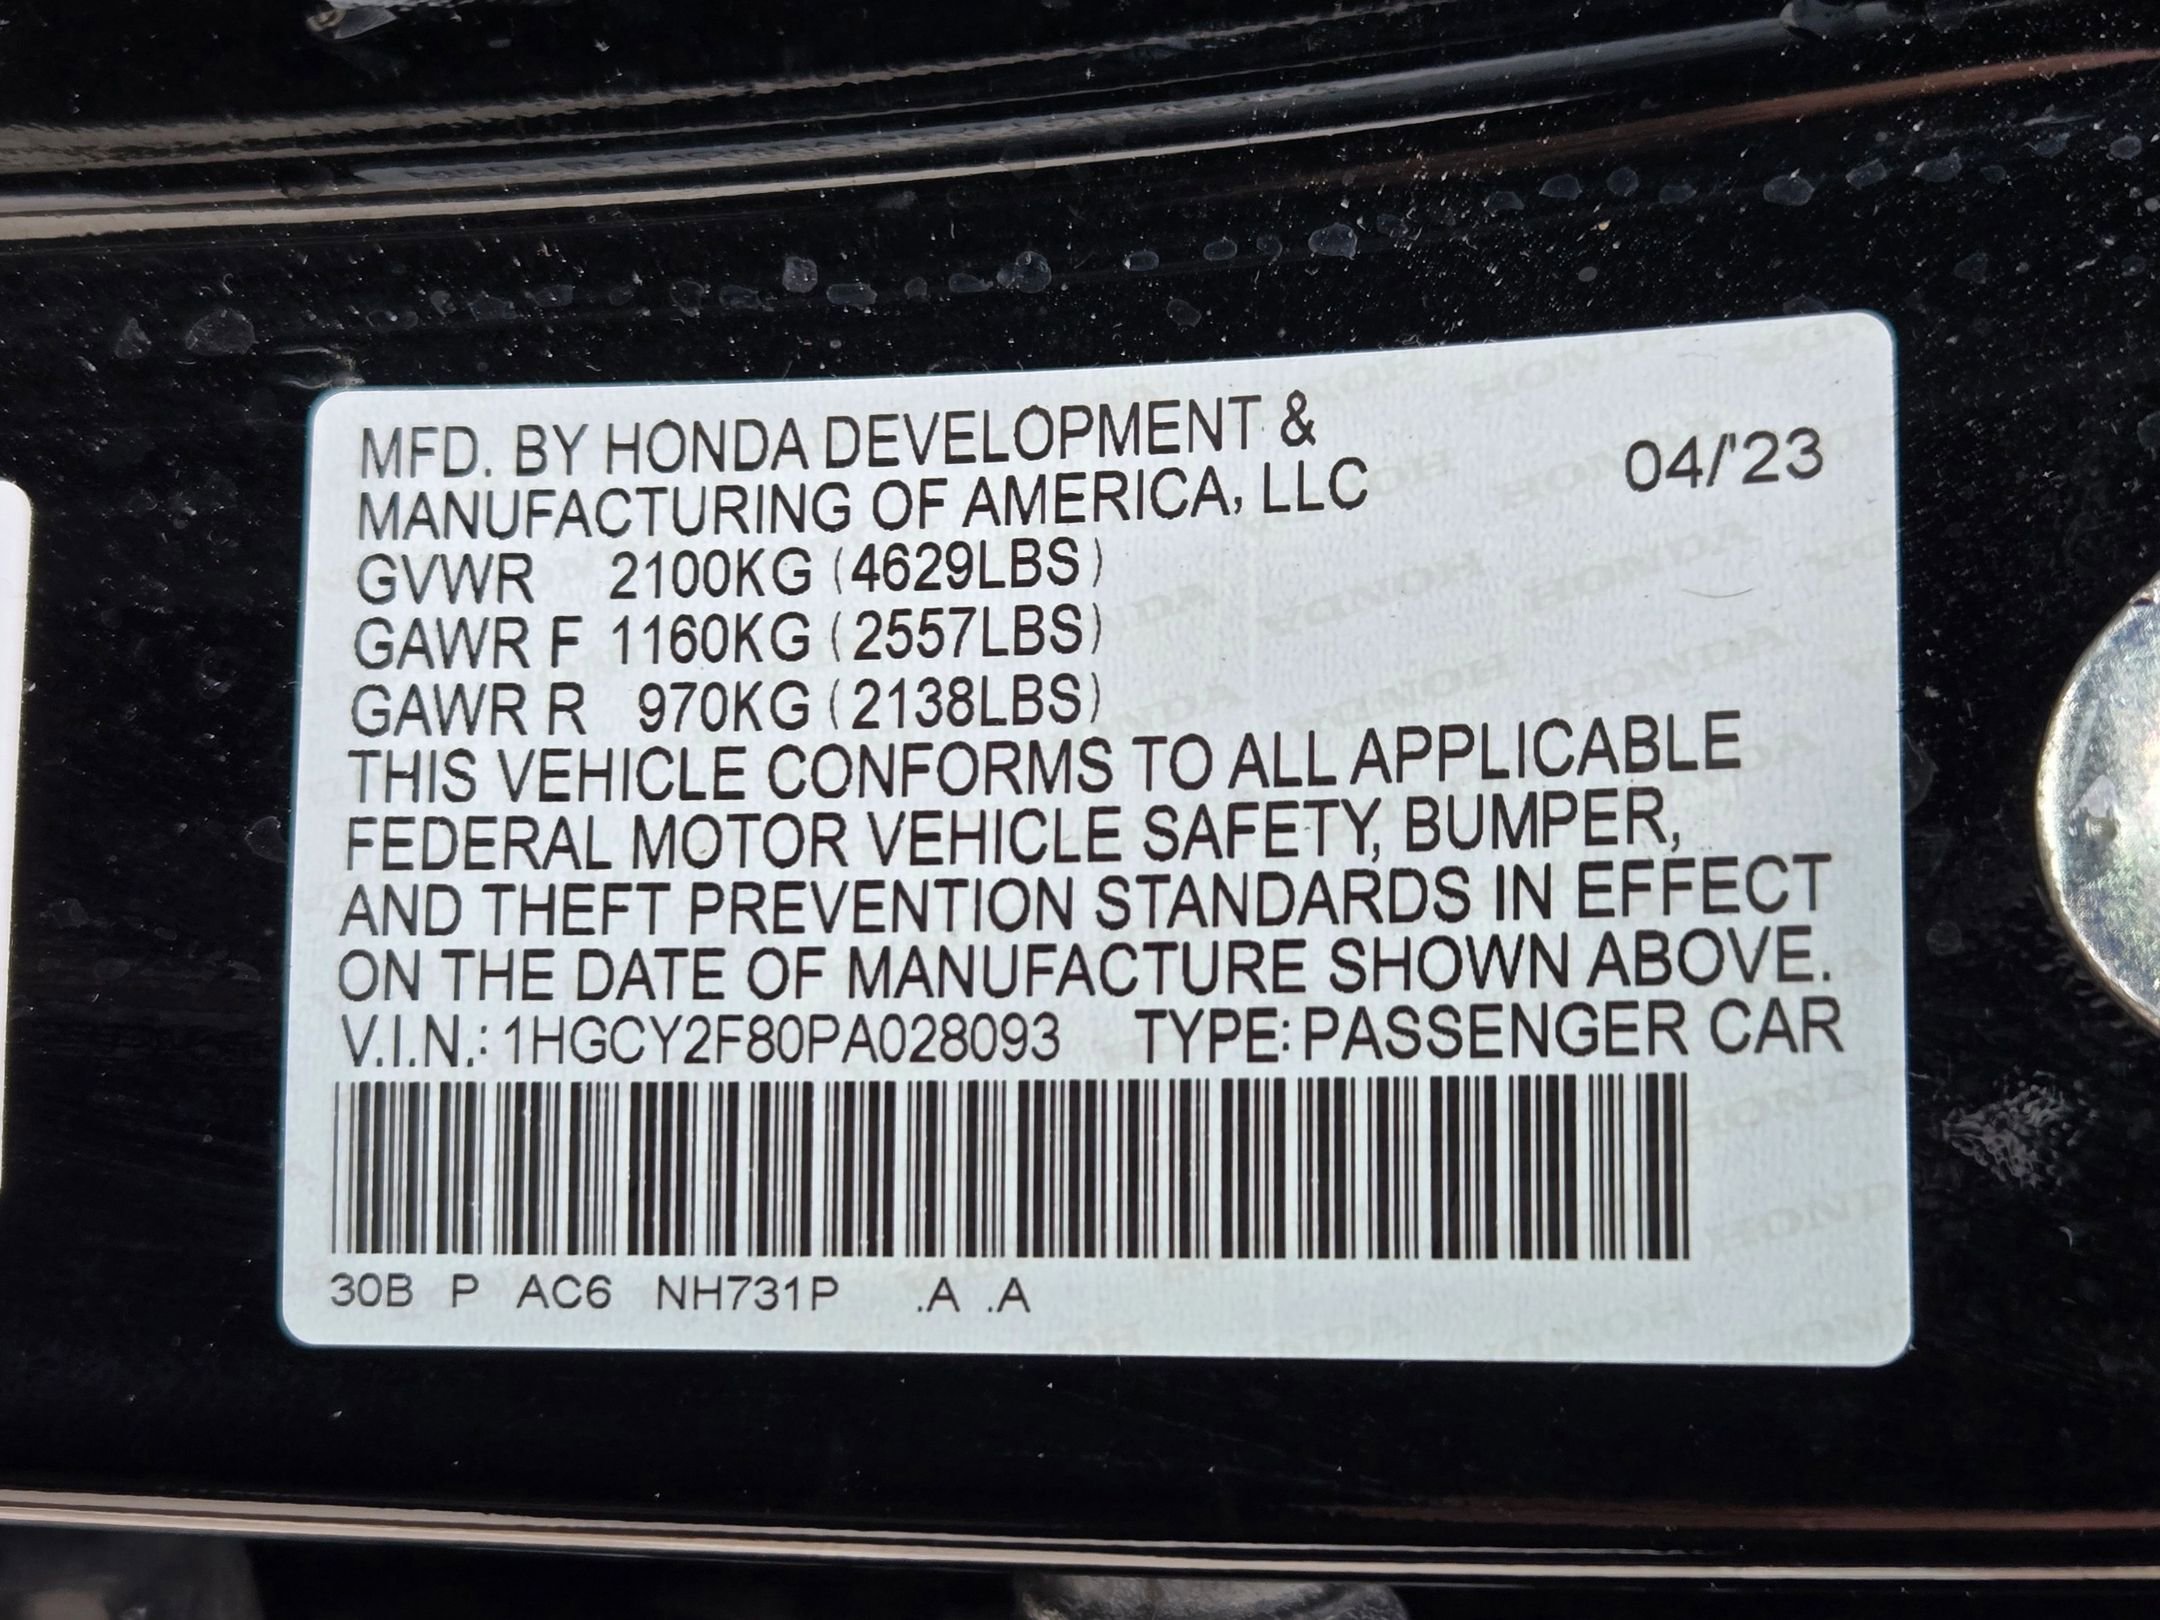 MFD. BY HONDA DEVELOPMENT &
MANUFACTURING OF AMERICA, LLC 04/'23
GVWR 2100KG (4629LBS)
GAWR F 1160KG (2557LBS)
GAWR R 970KG (2138LBS)
THIS VEHICLE CONFORMS TO ALL APPLICABLE
FEDERAL MOTOR VEHICLE SAFETY, BUMPER,
AND THEFT PREVENTION STANDARDS IN EFFECT
ON THE DATE OF MANUFACTURE SHOWN ABOVE.
V.I.N.: 1HGCY2F80PA028093 TYPE: PASSENGER CAR
30B P AC6 NH731P .A .A